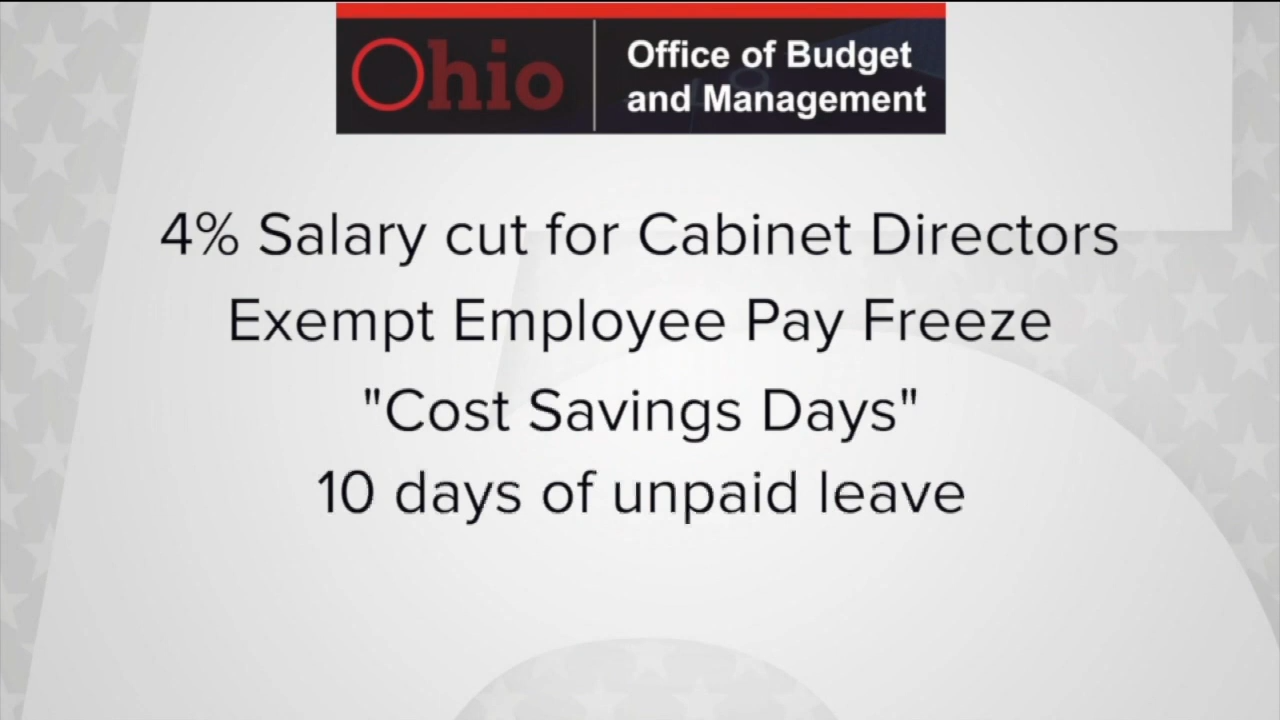 Ohio
Office of Budget
and Management
4% Salary cut for Cabinet Directors
Exempt Employee Pay Freeze
"Cost Savings Days"
10 days of unpaid leave